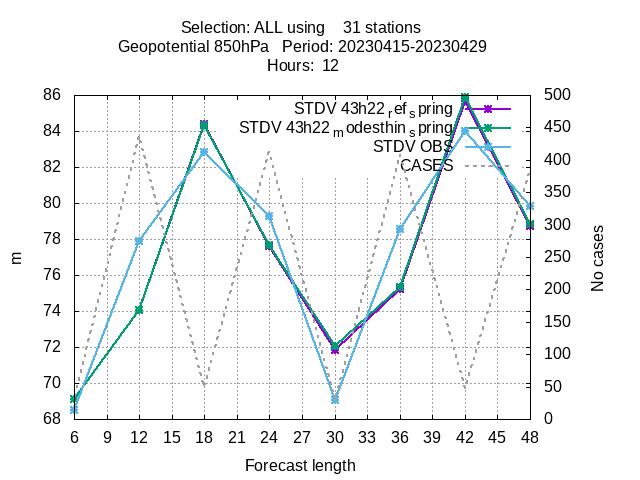 Selection: ALL using    31 stations
Geopotential 850hPa   Period: 20230415-20230429
Hours:  12
STDV 43h22_ref_spring
STDV 43h22_modesthin_spring
STDV OBS
CASES
86
84
82
80
78
76
74
72
70
68
m
500
450
400
350
300
250
200
150
100
50
0
No cases
6 9 12 15 18 21 24 27 30 33 36 39 42 45 48
Forecast length